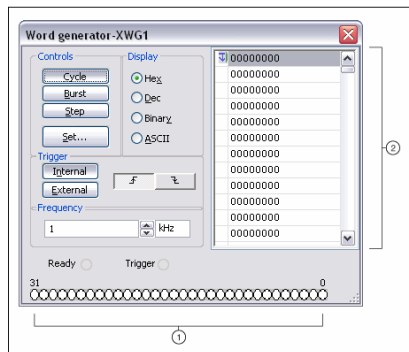 Word generator-XWG1
Controls
Cycle
Burst
Step
Set...
Display
Hex
Dec
Binary
ASCII
Trigger
Internal
External
Frequency
1
kHz
Ready
Trigger
00000000
00000000
00000000
00000000
00000000
00000000
00000000
00000000
00000000
00000000
00000000
00000000
31
0
1
2